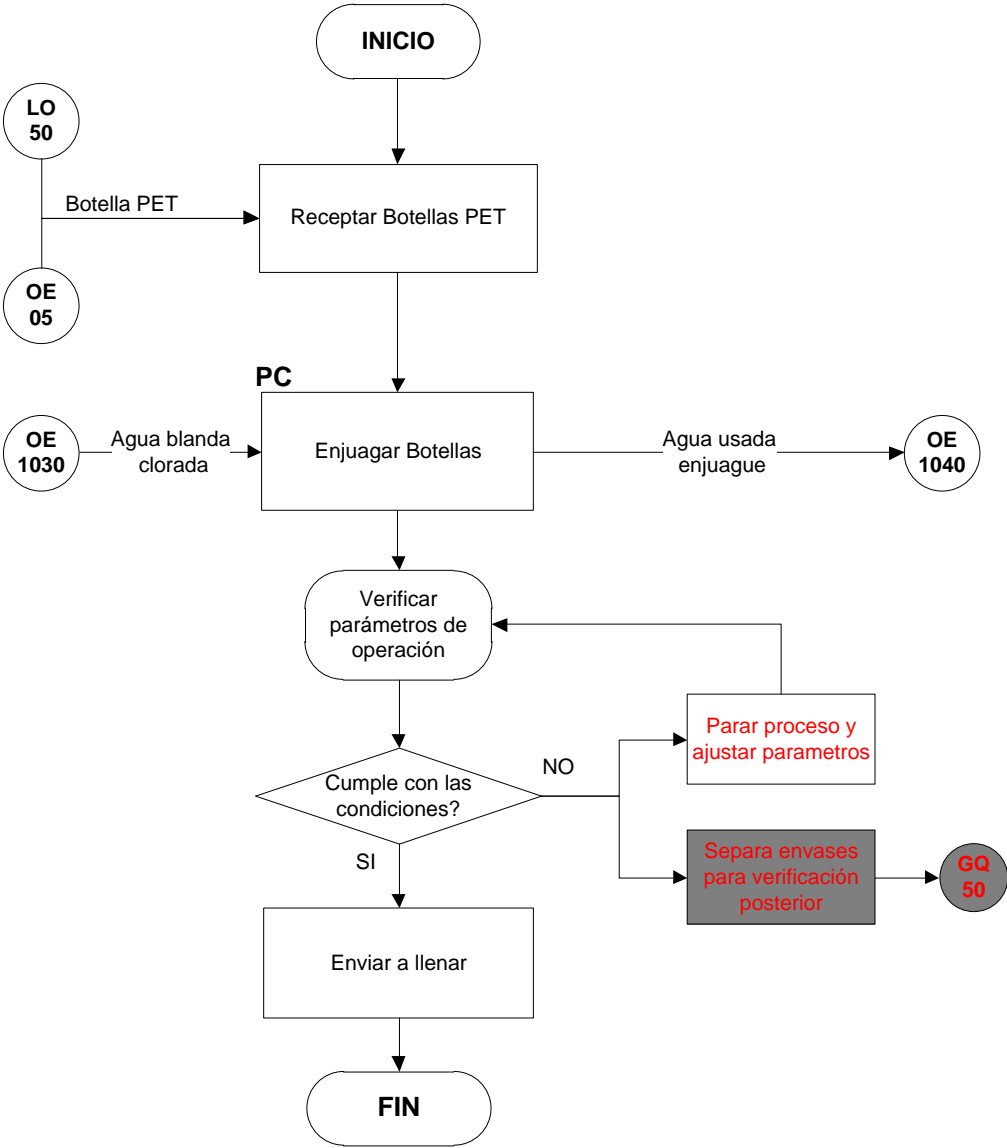 INICIO
LO
50
Botella PET
Receptar Botellas PET
OE
05
PC
OE
1030
Agua blanda
clorada
Enjuagar Botellas
Agua usada
enjuague
OE
1040
Verificar
parámetros de
operación
Parar proceso y
ajustar parametros
NO
Cumple con las
condiciones?
SI
Separa envases
para verificación
posterior
GQ
50
Enviar a llenar
FIN